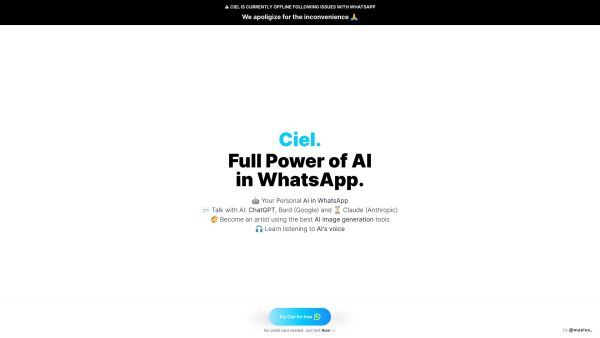 ⚠️ CIEL IS CURRENTLY OFFLINE FOLLOWING ISSUES WITH WHATSAPP
We apoligize for the inconvenience 🙏
Ciel.
Full Power of AI
in WhatsApp.
🤖 Your Personal AI in WhatsApp
📨 Talk with AI: ChatGPT, Bard (Google) and ⏳ Claude (Anthropic)
🎨 Become an artist using the best AI image generation tools
🎧 Learn listening to AI's voice
Try Ciel for free
No credit card needed. Just text
by @maelus_